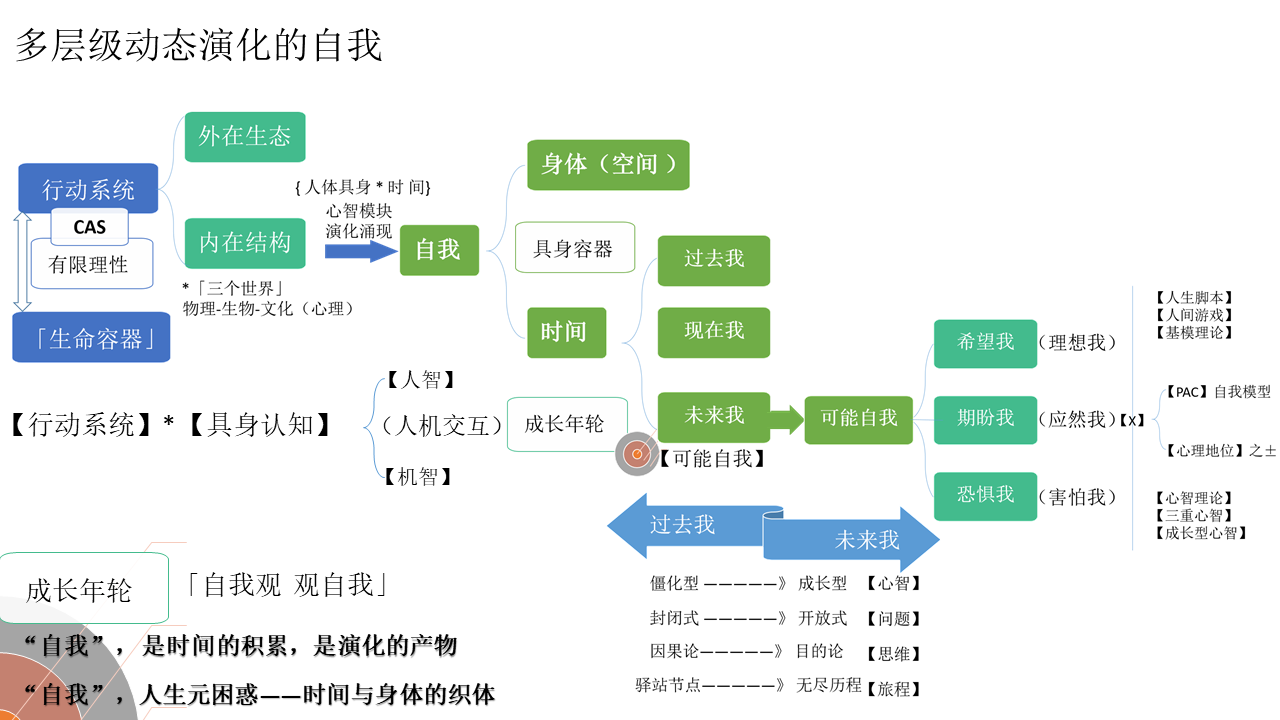 多层级动态演化的自我
外在生态
行动系统
CAS
有限理性
内在结构
「生命容器」
*「三个世界」
物理-生物-文化（心理）
{ 人体具身 * 时 间}
心智模块
演化涌现
自我
身体（空间 ）
具身容器
时间
过去我
现在我
未来我
成长年轮
【可能自我】
可能自我
希望我
（理想我）
期盼我
（应然我）
恐惧我
（害怕我）
【X】
【人生脚本】
【人间游戏】
【基模理论】
【PAC】自我模型
【心理地位】之±
【心智理论】
【三重心智】
【成长型心智】
【行动系统】*【具身认知】
【人智】
（人机交互）
【机智】
过去我
未来我
僵化型 —————》 成长型 【心智】
封闭式 —————》 开放式 【问题】
因果论—————》 目的论 【思维】
驿站节点—————》 无尽历程【旅程】
成长年轮
「自我观 观自我」
“自我”，是时间的积累，是演化的产物
“自我”，人生元困惑——时间与身体的织体